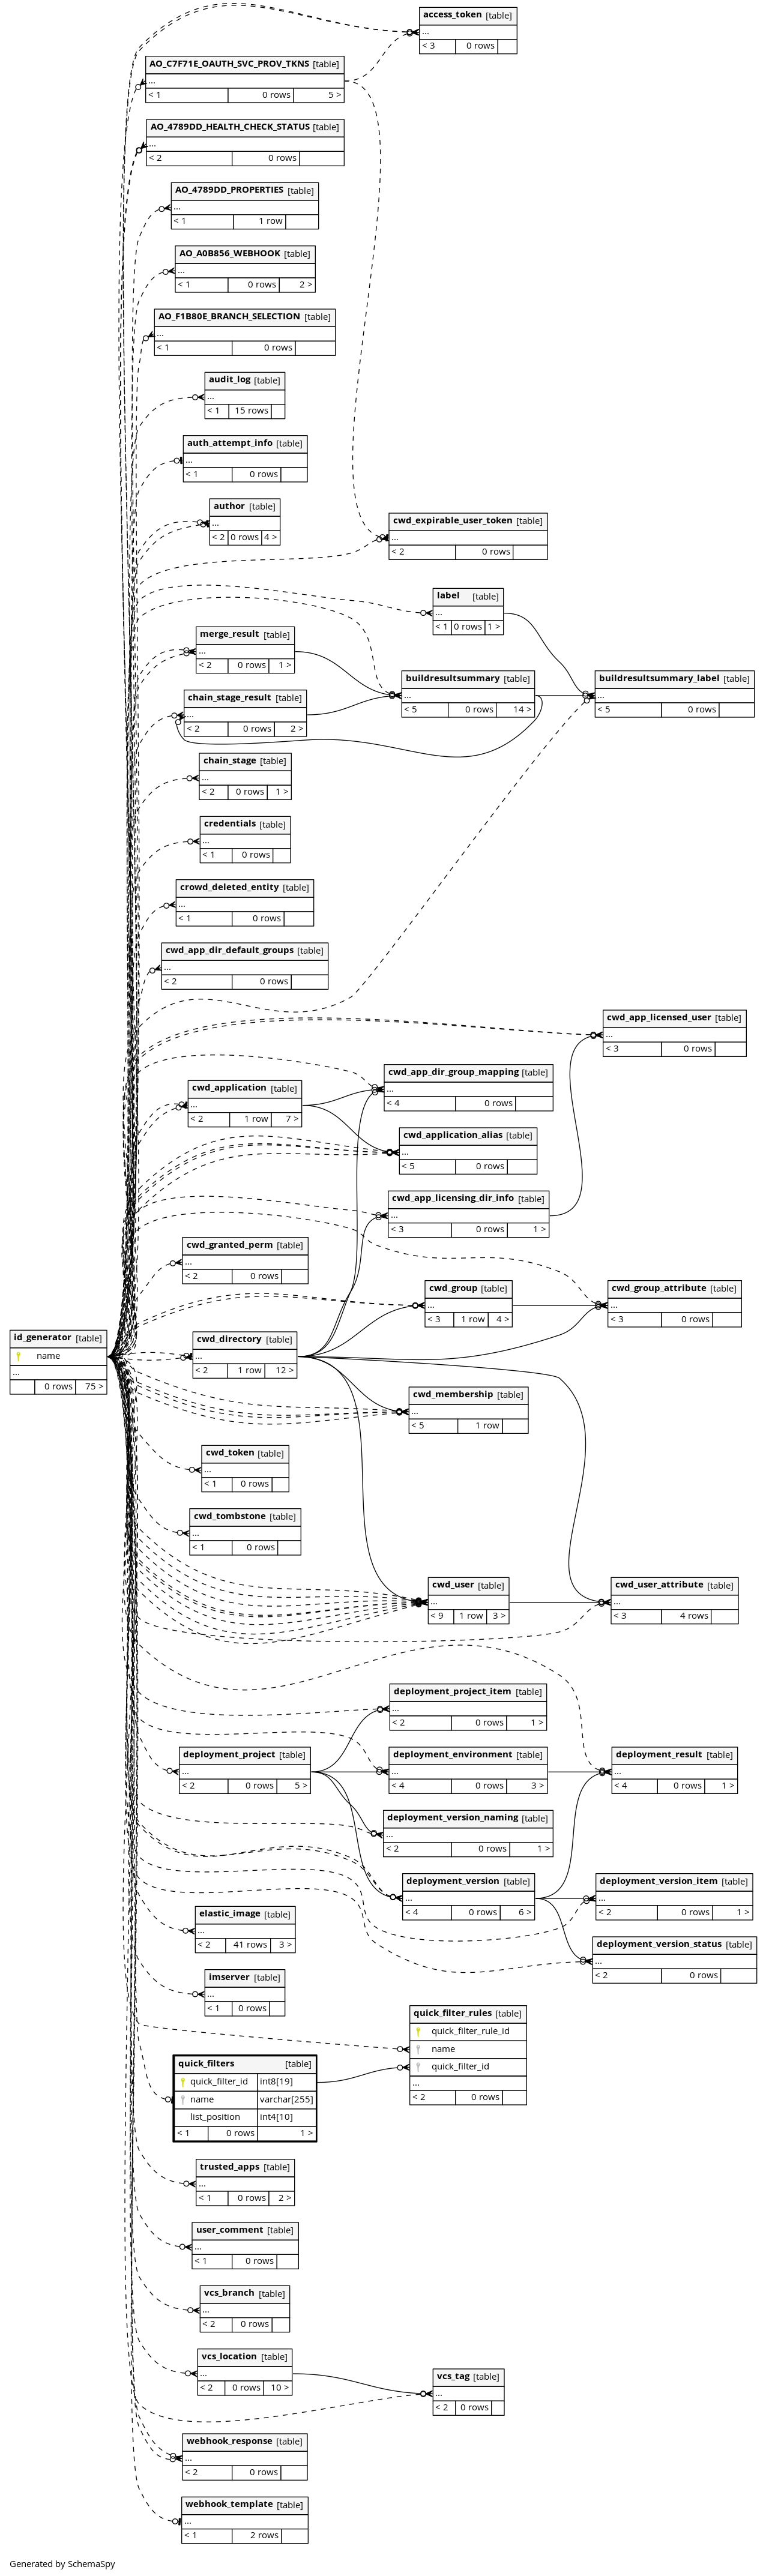 access_token [table]
...
< 3 0 rows
AO_C7F71E_OAUTH_SVC_PROV_TKNS [table]
...
< 1 0 rows 5 >
AO_4789DD_HEALTH_CHECK_STATUS [table]
...
< 2 0 rows
AO_4789DD_PROPERTIES [table]
...
< 1 1 row
AO_A0B856_WEBHOOK [table]
...
< 1 0 rows 2 >
AO_F1B80E_BRANCH_SELECTION [table]
...
< 1 0 rows
audit_log [table]
...
< 1 15 rows
auth_attempt_info [table]
...
< 1 0 rows
author [table]
...
< 2 0 rows 4 >
cwd_expirable_user_token [table]
...
< 2 0 rows
label [table]
...
< 1 0 rows 1 >
merge_result [table]
...
< 2 0 rows 1 >
buildresultsummary [table]
...
< 5 0 rows 14 >
buildresultsummary_label [table]
...
< 5 0 rows
chain_stage_result [table]
...
< 2 0 rows 2 >
chain_stage [table]
...
< 2 0 rows 1 >
credentials [table]
...
< 1 0 rows
crowd_deleted_entity [table]
...
< 1 0 rows
cwd_app_dir_default_groups [table]
...
< 2 0 rows
cwd_app_licensed_user [table]
...
< 3 0 rows
cwd_app_dir_group_mapping [table]
...
< 4 0 rows
cwd_application [table]
...
< 2 1 row 7 >
cwd_application_alias [table]
...
< 5 0 rows
cwd_app_licensing_dir_info [table]
...
< 3 0 rows 1 >
cwd_granted_perm [table]
...
< 2 0 rows
cwd_group [table]
...
< 3 1 row 4 >
cwd_group_attribute [table]
...
< 3 0 rows
id_generator [table]
name
...
0 rows 75 >
cwd_directory [table]
...
< 2 1 row 12 >
cwd_membership [table]
...
< 5 1 row
cwd_token [table]
...
< 1 0 rows
cwd_tombstone [table]
...
< 1 0 rows
cwd_user [table]
...
< 9 1 row 3 >
cwd_user_attribute [table]
...
< 3 4 rows
deployment_project_item [table]
...
< 2 0 rows 1 >
deployment_project [table]
...
< 2 0 rows 5 >
deployment_environment [table]
...
< 4 0 rows 3 >
deployment_result [table]
...
< 4 0 rows 1 >
deployment_version_naming [table]
...
< 2 0 rows 1 >
deployment_version [table]
...
< 4 0 rows 6 >
deployment_version_item [table]
...
< 2 0 rows 1 >
elastic_image [table]
...
< 2 41 rows 3 >
deployment_version_status [table]
...
< 2 0 rows
imserver [table]
...
< 1 0 rows
quick_filter_rules [table]
quick_filter_rule_id
name
quick_filter_id
...
< 2 0 rows
quick_filters [table]
quick_filter_id int8[19]
name varchar[255]
list_position int4[10]
< 1 0 rows 1 >
trusted_apps [table]
...
< 1 0 rows 2 >
user_comment [table]
...
< 1 0 rows
vcs_branch [table]
...
< 2 0 rows
vcs_location [table]
...
< 2 0 rows 10 >
vcs_tag [table]
...
< 2 0 rows
webhook_response [table]
...
< 2 0 rows
webhook_template [table]
...
< 1 2 rows
Generated by SchemaSpy